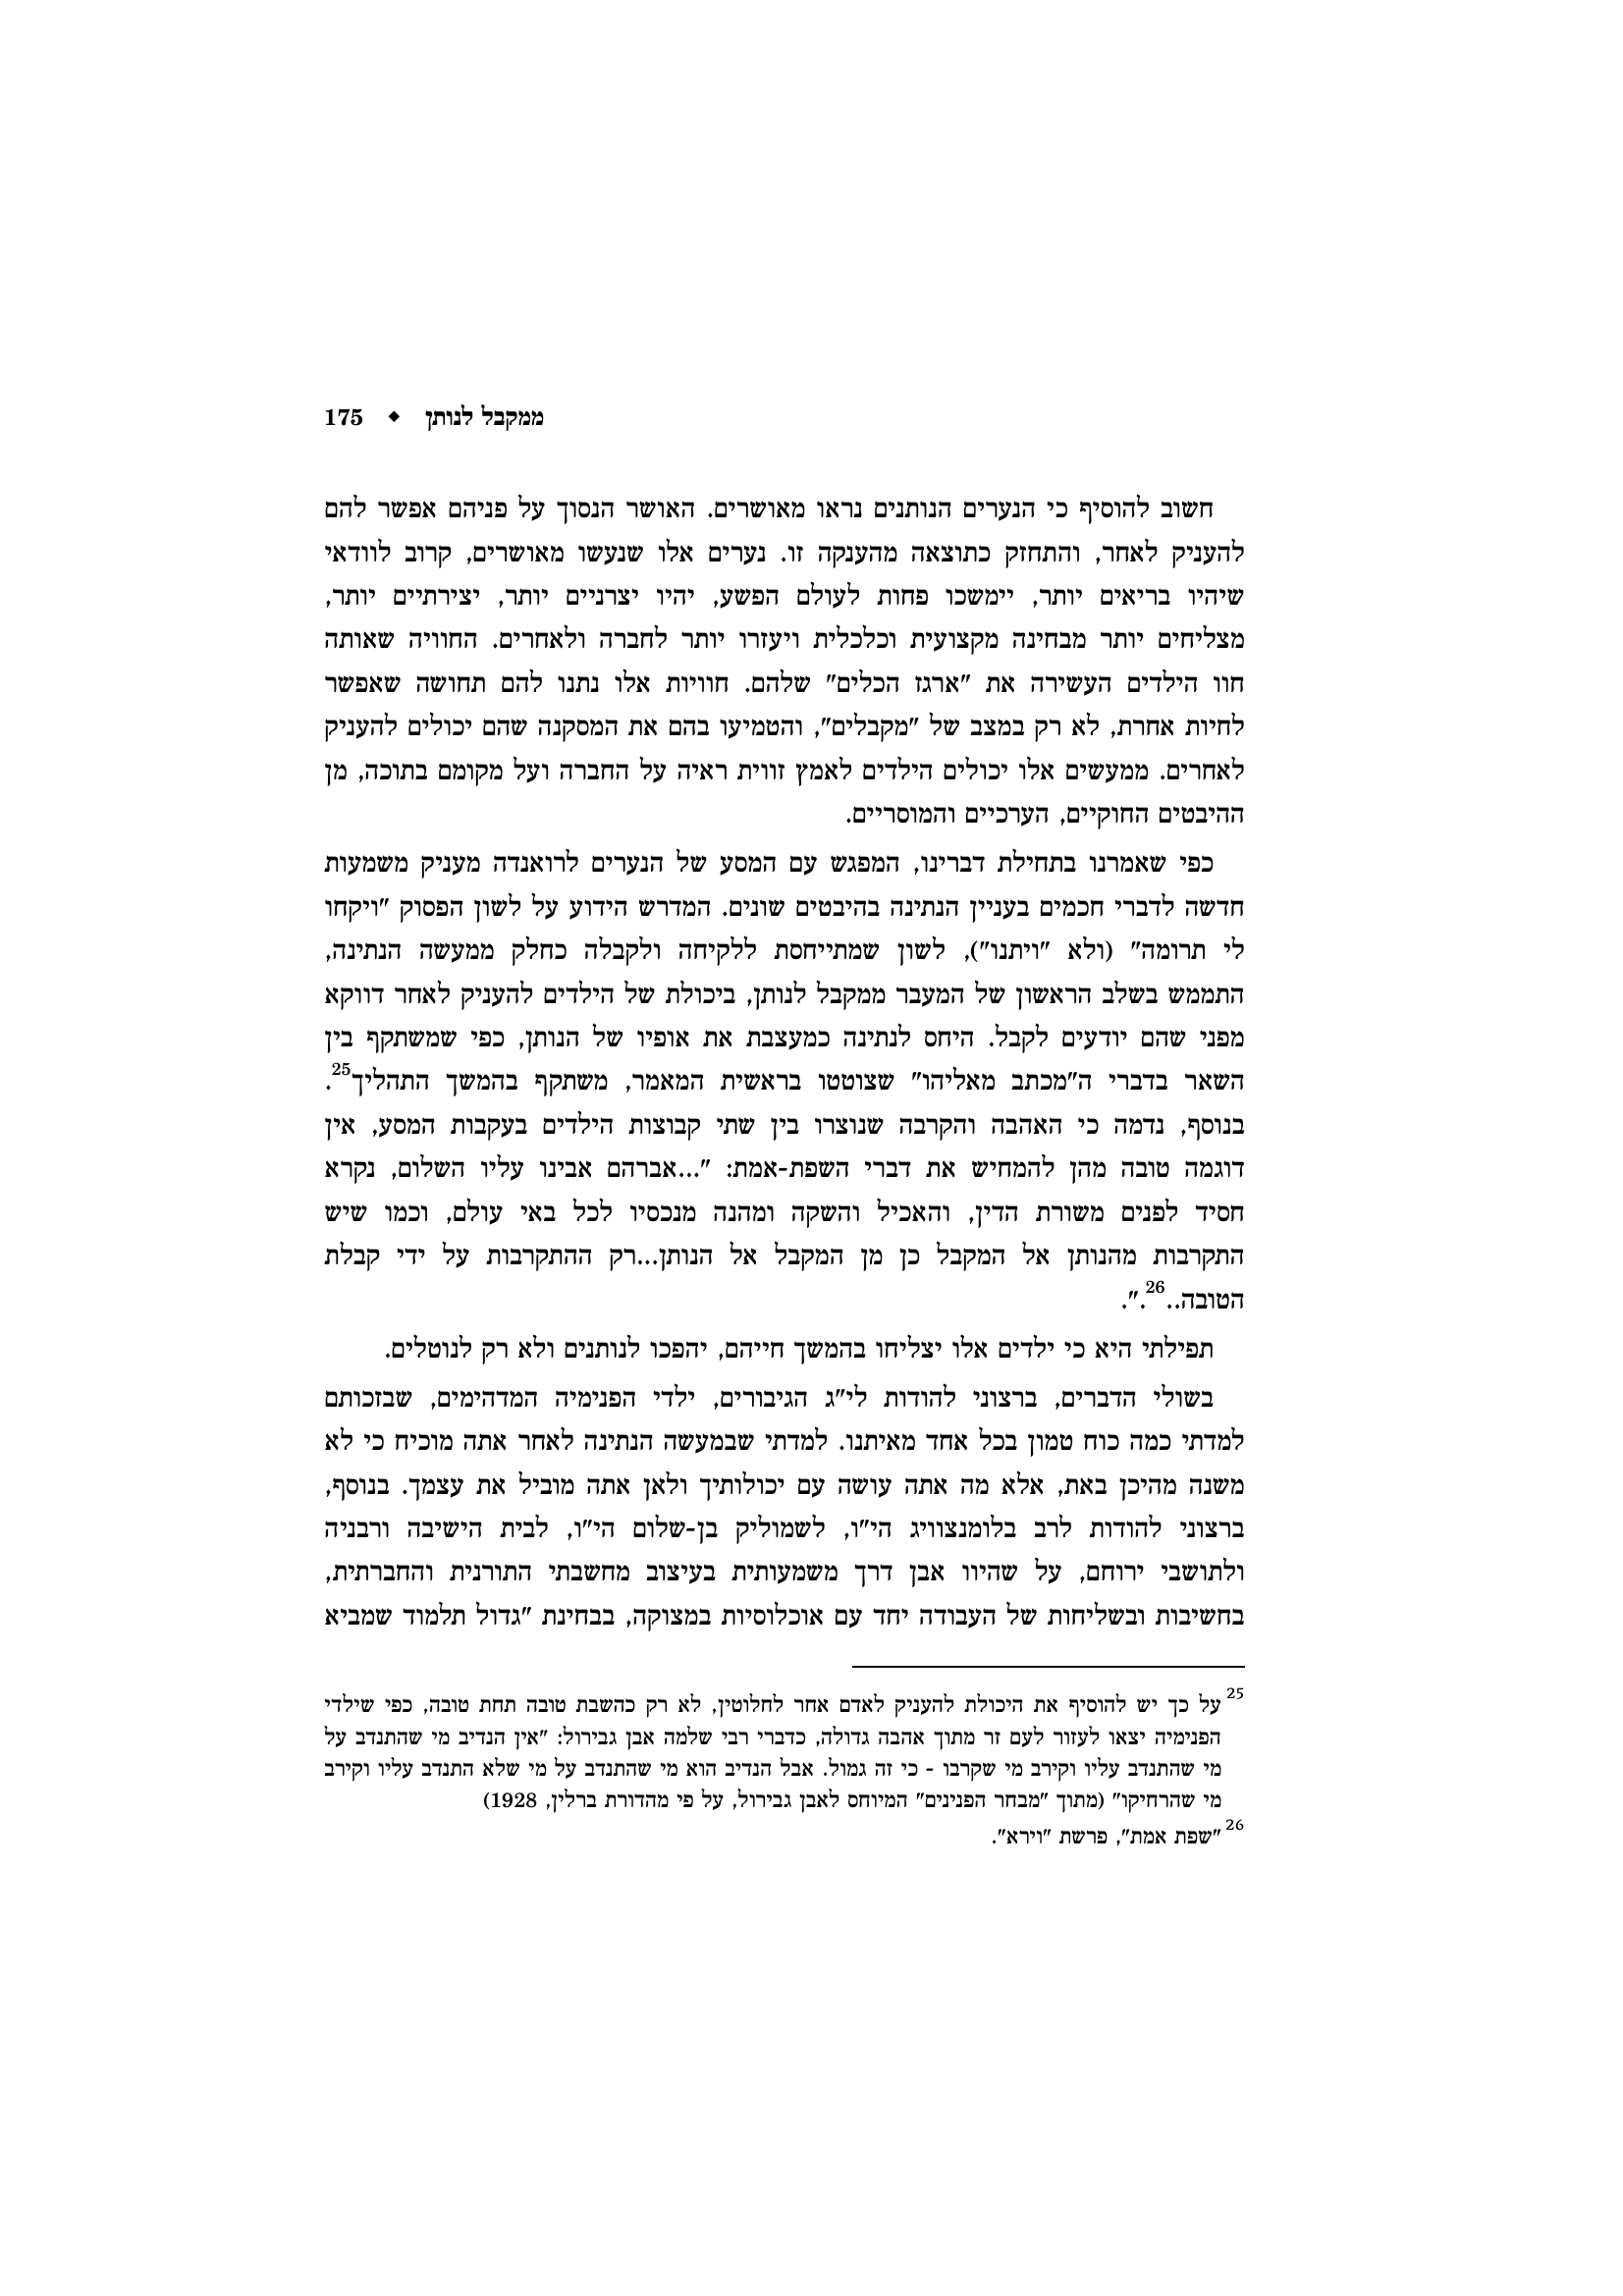 ממקבל לנותן ◆ 175
חשוב להוסיף כי הנערים הנותנים נראו מאושרים. האושר הנסוך על פניהם אפשר להם
להעניק לאחר, והתחזק כתוצאה מהענקה זו. נערים אלו שנעשו מאושרים, קרוב לוודאי
שיהיו בריאים יותר, יימשכו פחות לעולם הפשע, יהיו יצרניים יותר, יצירתיים יותר,
מצליחים יותר מבחינה מקצועית וכלכלית ויעזרו יותר לחברה ולאחרים. החוויה שאותה
חוו הילדים העשירה את "ארגז הכלים" שלהם. חוויות אלו נתנו להם תחושה שאפשר
לחיות אחרת, לא רק במצב של "מקבלים", והטמיעו בהם את המסקנה שהם יכולים להעניק
לאחרים. ממעשים אלו יכולים הילדים לאמץ זווית ראיה על החברה ועל מקומם בתוכה, מן
ההיבטים החוקיים, הערכיים והמוסריים.
כפי שאמרנו בתחילת דברינו, המפגש עם המסע של הנערים לרואנדה מעניק משמעות
חדשה לדברי חכמים בעניין הנתינה בהיבטים שונים. המדרש הידוע על לשון הפסוק "ויקחו
לי תרומה" (ולא "ויתנו"), לשון שמתייחסת ללקיחה ולקבלה כחלק ממעשה הנתינה,
התממש בשלב הראשון של המעבר ממקבל לנותן, ביכולת של הילדים להעניק לאחר דווקא
מפני שהם יודעים לקבל. היחס לנתינה כמעצבת את אופיו של הנותן, כפי שמשתקף בין
השאר בדברי ה"מכתב מאליהו" שצוטטו בראשית המאמר, משתקף בהמשך התהליך25.
בנוסף, נדמה כי האהבה והקרבה שנוצרו בין שתי קבוצות הילדים בעקבות המסע, אין
דוגמה טובה מהן להמחיש את דברי השפת-אמת: "...אברהם אבינו עליו השלום, נקרא
חסיד לפנים משורת הדין, והאכיל והשקה ומהנה מנכסיו לכל באי עולם, וכמו שיש
התקרבות מהנותן אל המקבל כן מן המקבל אל הנותן...רק ההתקרבות על ידי קבלת
הטובה..26.".
תפילתי היא כי ילדים אלו יצליחו בהמשך חייהם, יהפכו לנותנים ולא רק לנוטלים.
בשולי הדברים, ברצוני להודות לי"ג הגיבורים, ילדי הפנימיה המדהימים, שבזכותם
למדתי כמה כוח טמון בכל אחד מאיתנו. למדתי שבמעשה הנתינה לאחר אתה מוכיח כי לא
משנה מהיכן באת, אלא מה אתה עושה עם יכולותיך ולאן אתה מוביל את עצמך. בנוסף,
ברצוני להודות לרב בלומנצוויג הי"ו, לשמוליק בן-שלום הי"ו, לבית הישיבה ורבניה
ולתושבי ירוחם, על שהיוו אבן דרך משמעותית בעיצוב מחשבתי התורנית והחברתית,
בחשיבות ובשליחות של העבודה יחד עם אוכלוסיות במצוקה, בבחינת "גדול תלמוד שמביא
25 על כך יש להוסיף את היכולת להעניק לאדם אחר לחלוטין, לא רק כהשבת טובה תחת טובה, כפי שילדי
הפנימיה יצאו לעזור לעם זר מתוך אהבה גדולה, כדברי רבי שלמה אבן גבירול: "אין הנדיב מי שהתנדב על
מי שהתנדב עליו וקירב מי שקרבו - כי זה גמול. אבל הנדיב הוא מי שהתנדב על מי שלא התנדב עליו וקירב
מי שהרחיקו" (מתוך "מבחר הפנינים" המיוחס לאבן גבירול, על פי מהדורת ברלין, 1928)
26 "שפת אמת", פרשת "וירא".